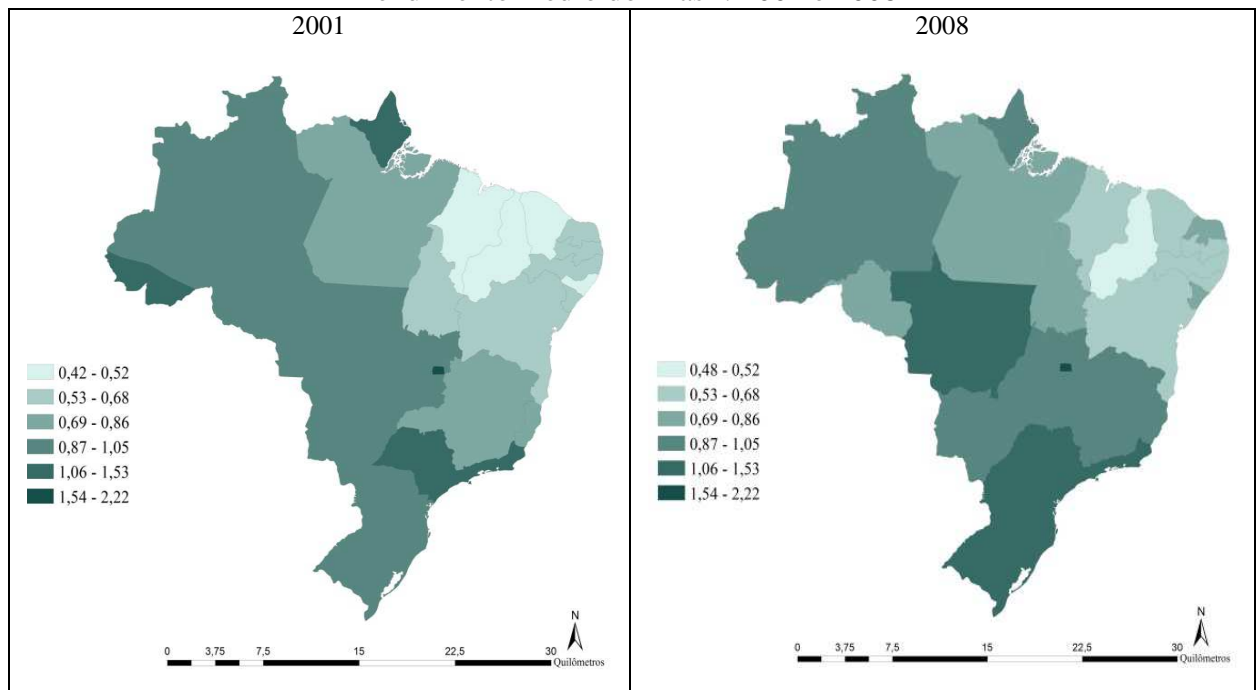 2001
2008
0,42 - 0,52
0,53 - 0,68
0,69 - 0,86
0,87 - 1,05
1,06 - 1,53
1,54 - 2,22
0,48 - 0,52
0,53 - 0,68
0,69 - 0,86
0,87 - 1,05
1,06 - 1,53
1,54 - 2,22
N
0 3,75 7,5 15 22,5 30
Quilômetros
N
0 3,75 7,5 15 22,5 30
Quilômetros